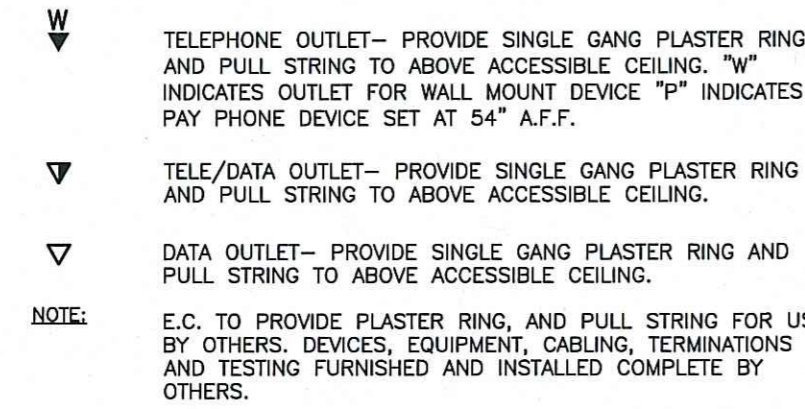 W
TELEPHONE OUTLET— PROVIDE SINGLE GANG PLASTER RING
AND PULL STRING TO ABOVE ACCESSIBLE CEILING. "W"
INDICATES OUTLET FOR WALL MOUNT DEVICE "P" INDICATES
PAY PHONE DEVICE SET AT 54" A.F.F.
TELE/DATA OUTLET— PROVIDE SINGLE GANG PLASTER RING
AND PULL STRING TO ABOVE ACCESSIBLE CEILING.
DATA OUTLET— PROVIDE SINGLE GANG PLASTER RING AND
PULL STRING TO ABOVE ACCESSIBLE CEILING.
NOTE: E.C. TO PROVIDE PLASTER RING, AND PULL STRING FOR
BY OTHERS. DEVICES, EQUIPMENT, CABLING, TERMINATIONS
AND TESTING FURNISHED AND INSTALLED COMPLETE BY
OTHERS.